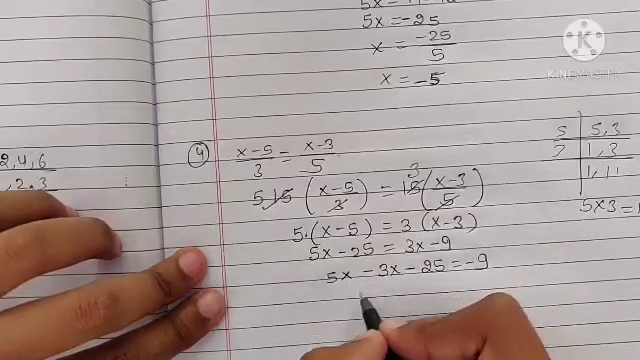 5x = -25
x = -25/5
x = -5
2,4,6
, 2, 3
④ x-5/3 = x-3/5
5 15 (x-5/3) = 3 15 (x-3/5)
5.(x-5) = 3 (x-3)
5x - 25 = 3x - 9
5x - 3x - 25 = -9
5 | 5,3
3 | 1,3
1,1
5x3 =
KINEMASTER